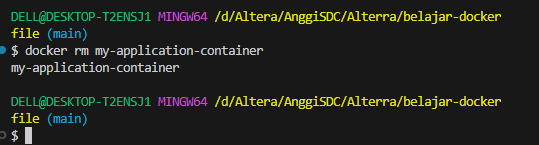 DELL@DESKTOP-T2ENSJ1 MINGW64 /d/Altera/AnggiSDC/Alterra/belajar-docker
file (main)
$ docker rm my-application-container
my-application-container
DELL@DESKTOP-T2ENSJ1 MINGW64 /d/Altera/AnggiSDC/Alterra/belajar-docker
file (main)
$